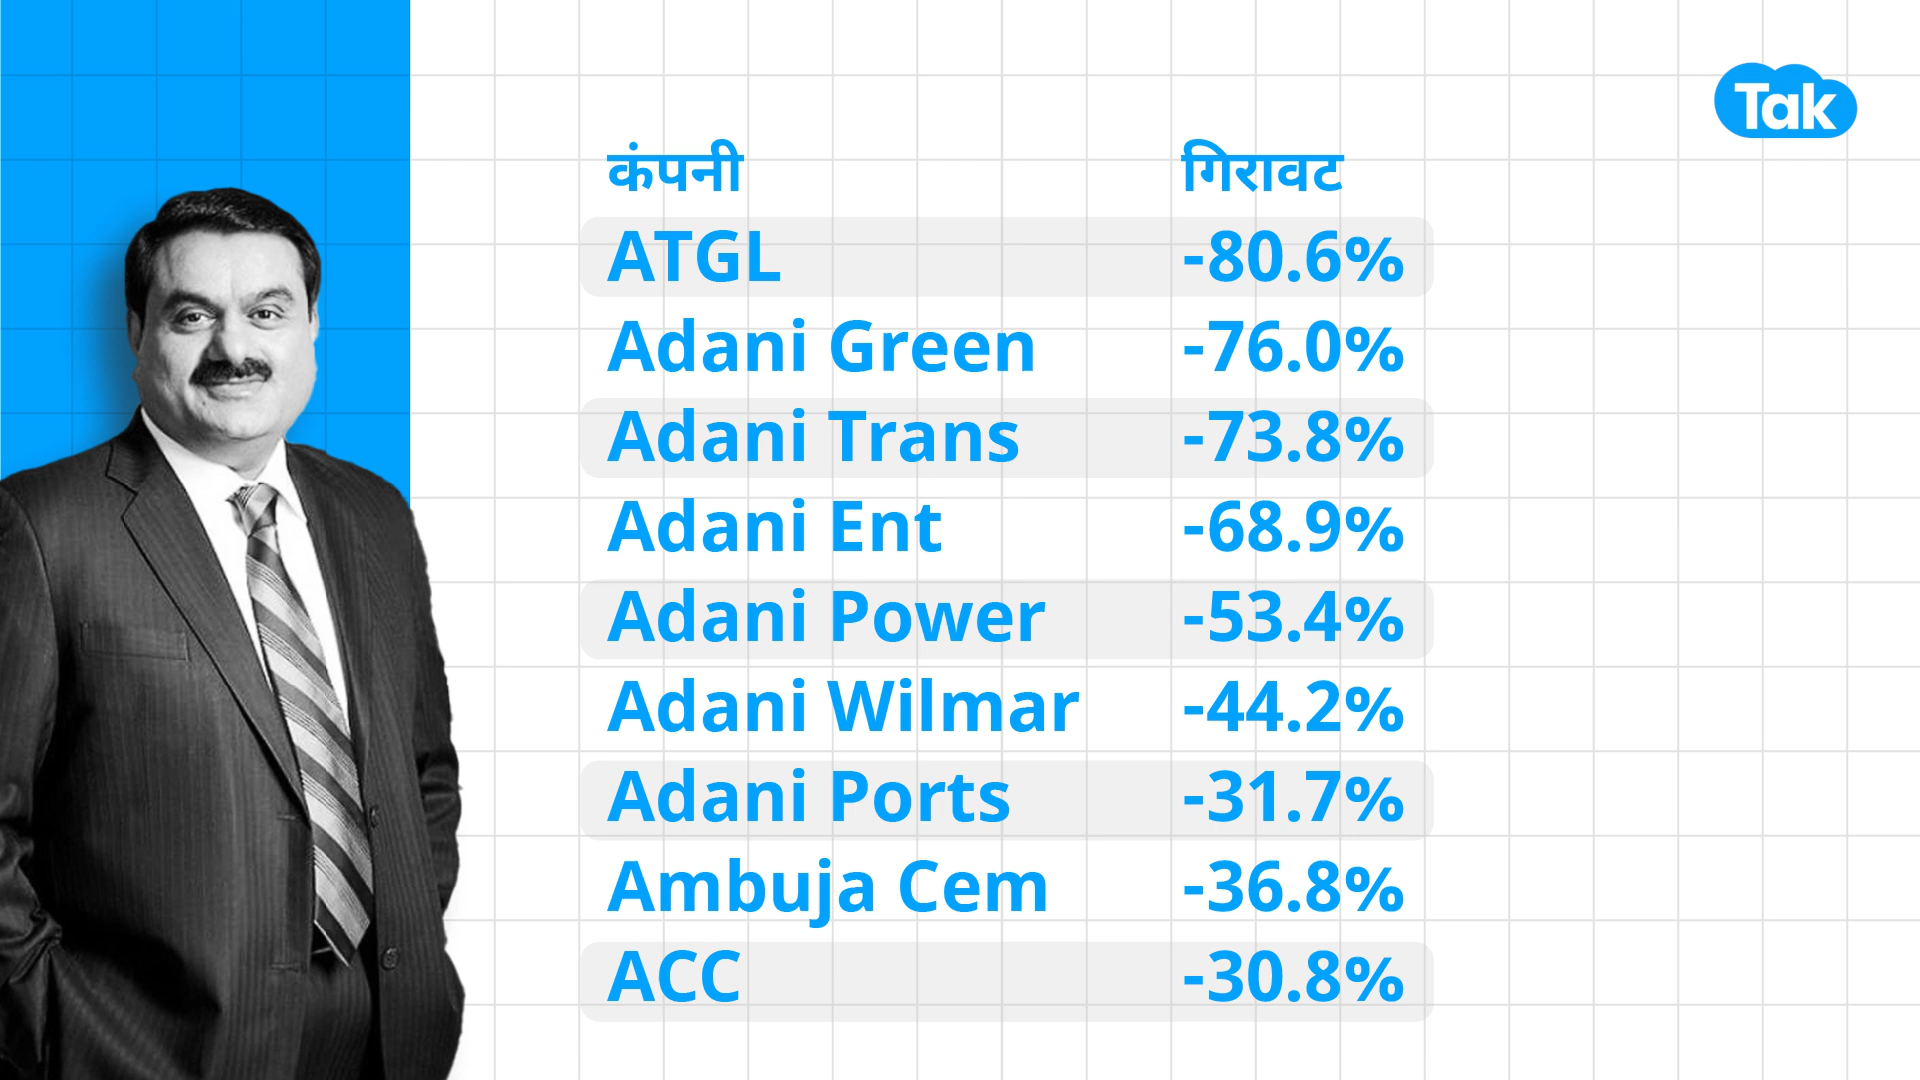 Tak
कंपनी गिरावट
ATGL -80.6%
Adani Green -76.0%
Adani Trans -73.8%
Adani Ent -68.9%
Adani Power -53.4%
Adani Wilmar -44.2%
Adani Ports -31.7%
Ambuja Cem -36.8%
ACC -30.8%